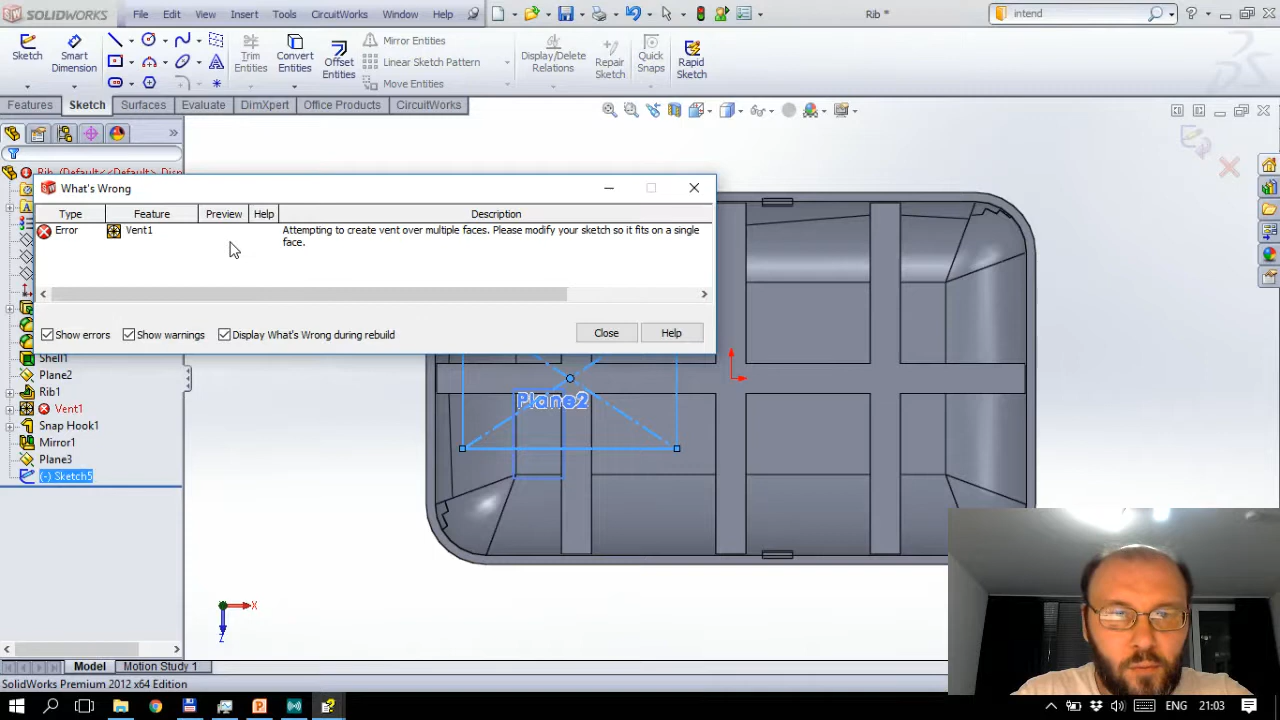 SOLIDWORKS File Edit View Insert Tools CircuitWorks Window Help Rib * intend
Sketch Smart Dimension Trim Entities Convert Entities Offset Entities Mirror Entities Linear Sketch Pattern Move Entities Display/Delete Relations Repair Sketch Quick Snaps Rapid Sketch
Features Sketch Surfaces Evaluate DimXpert Office Products CircuitWorks
Rib (Default<<Default>_Disp
What's Wrong
Type Feature Preview Help Description
Error Vent1 Attempting to create vent over multiple faces. Please modify your sketch so it fits on a single
face.
Show errors Show warnings Display What's Wrong during rebuild Close Help
Shell1
Plane2
Rib1
Vent1
Snap Hook1
Mirror1
Plane3
(-) Sketch5
Plane2
X
Z
Model Motion Study 1
SolidWorks Premium 2012 x64 Edition
ENG 21:03